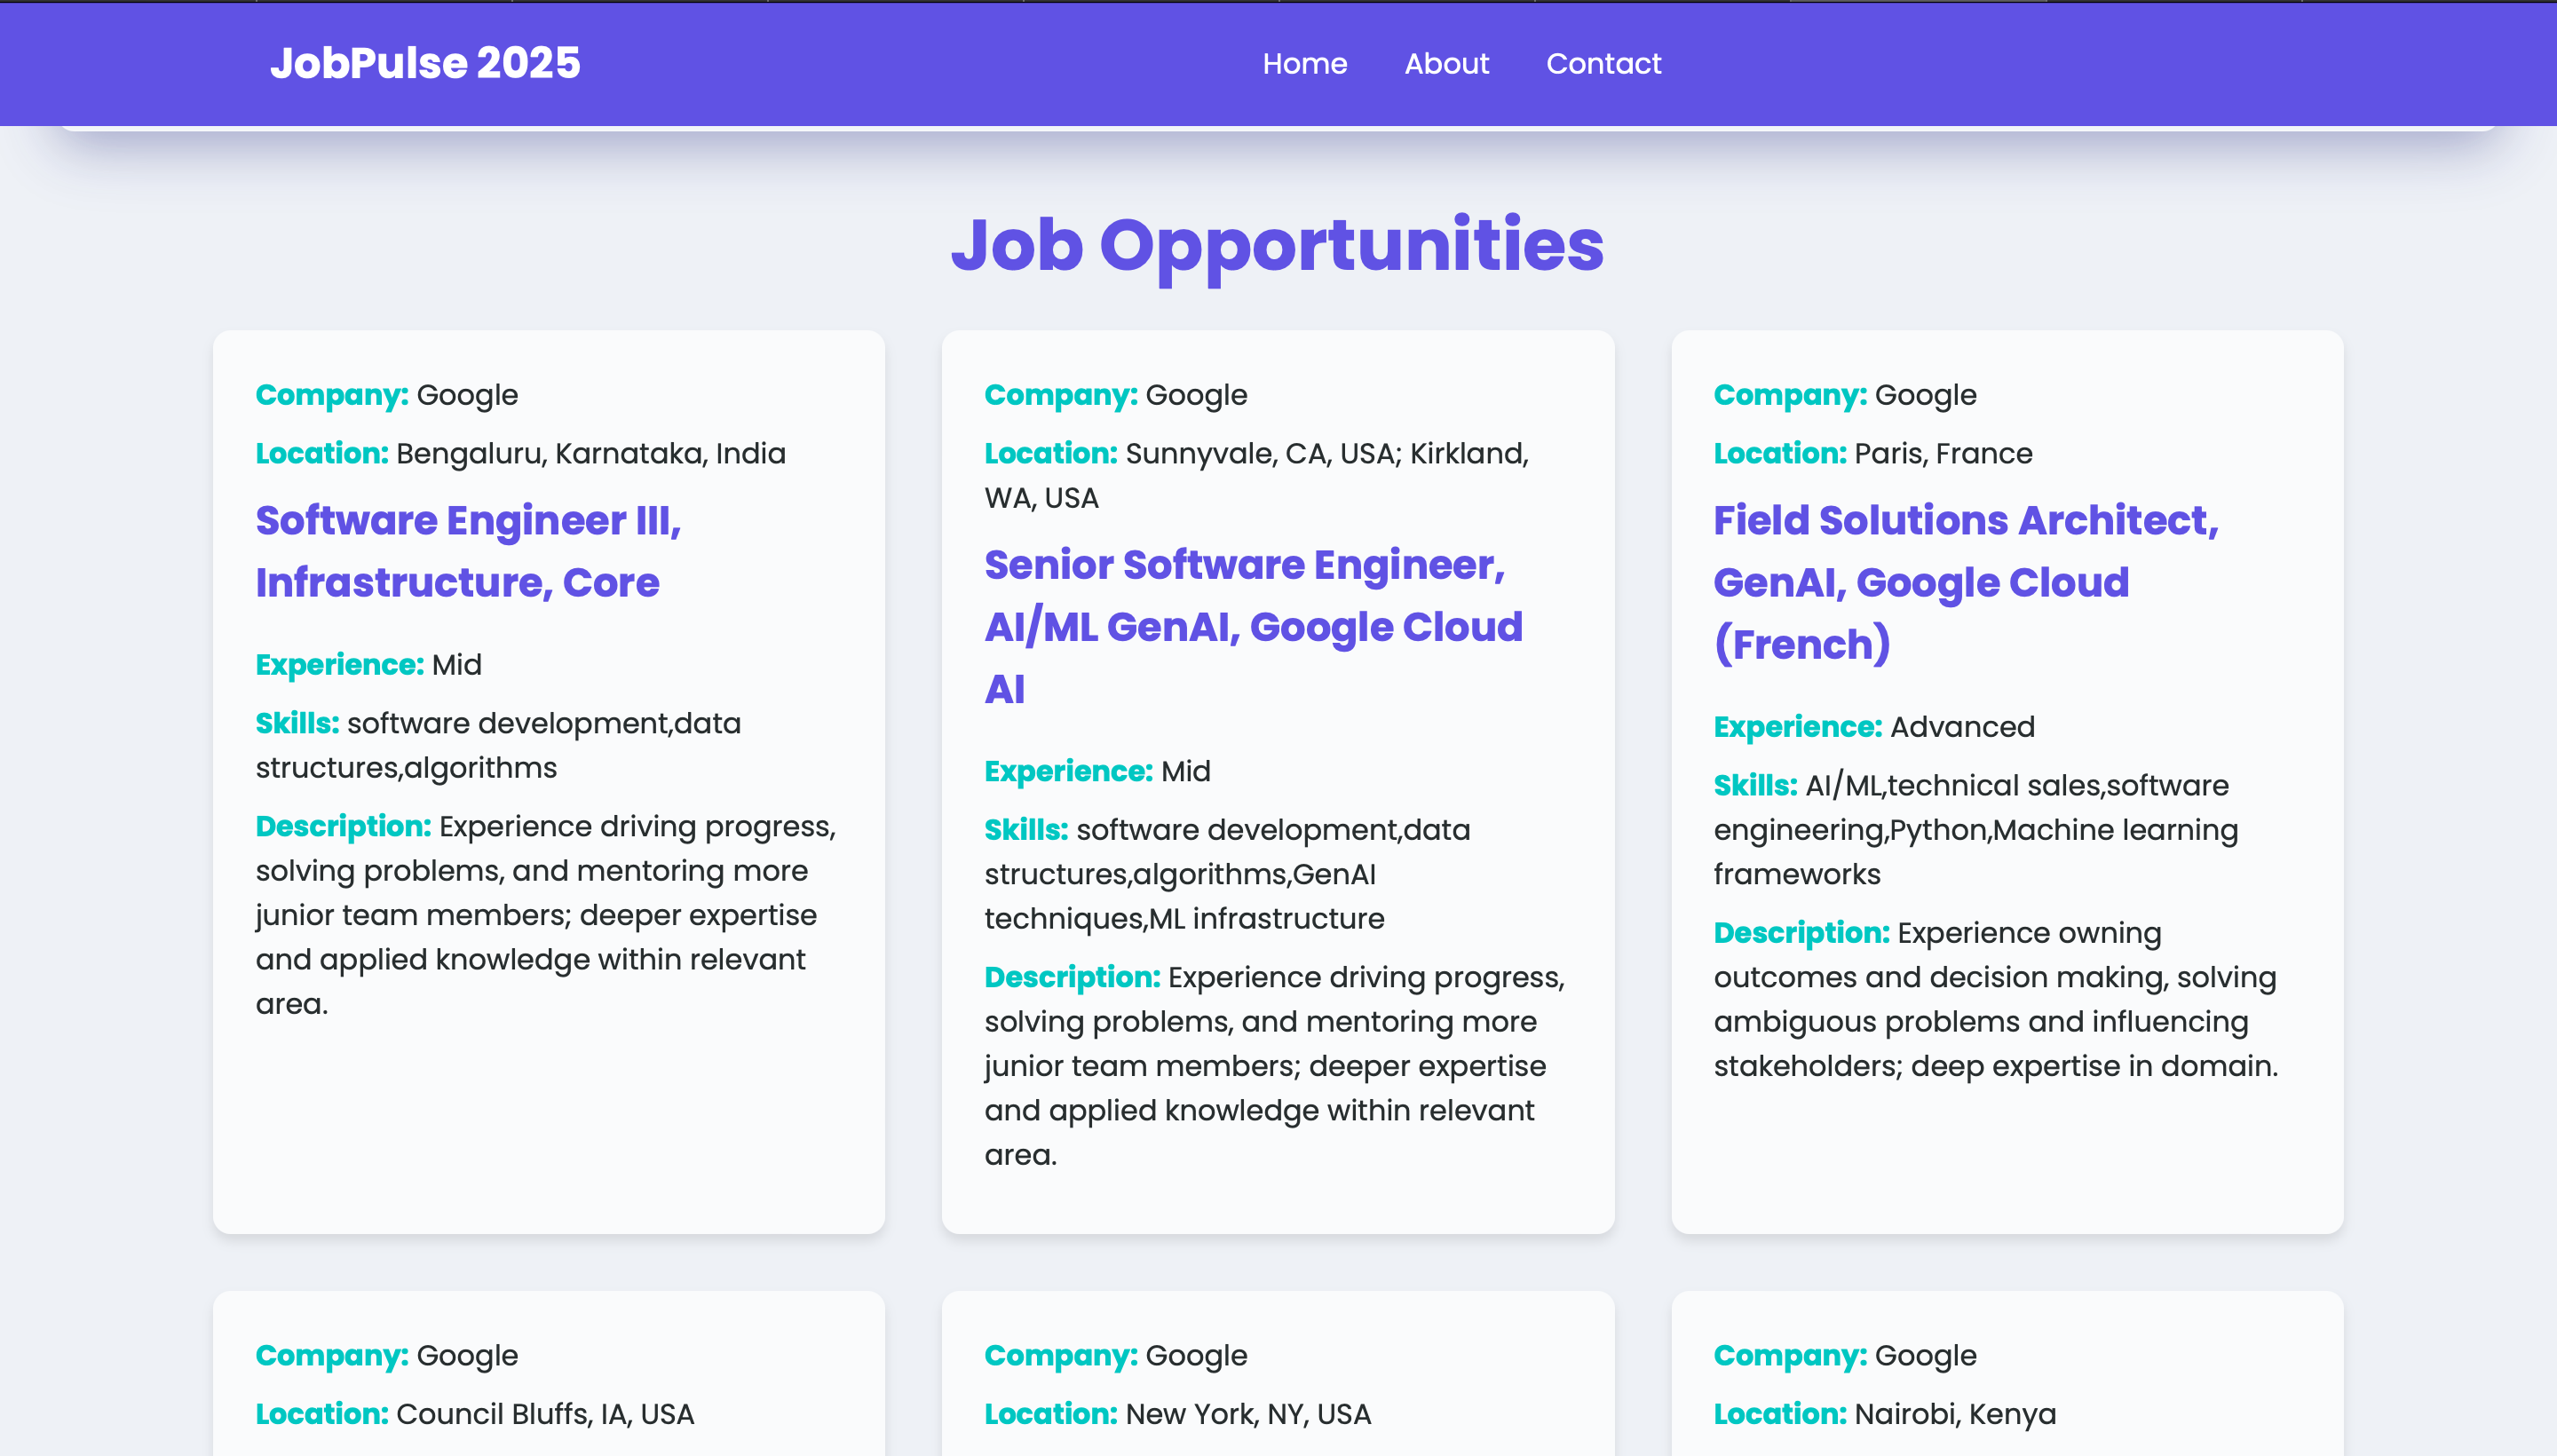 JobPulse 2025
Home
About
Contact
Job Opportunities
Company: Google
Location: Bengaluru, Karnataka, India
Software Engineer III,
Infrastructure, Core
Experience: Mid
Skills: software development,data
structures,algorithms
Description: Experience driving progress,
solving problems, and mentoring more
junior team members; deeper expertise
and applied knowledge within relevant
area.
Company: Google
Location: Sunnyvale, CA, USA; Kirkland,
WA, USA
Senior Software Engineer,
AI/ML GenAI, Google Cloud
AI
Experience: Mid
Skills: software development,data
structures,algorithms,GenAI
techniques,ML infrastructure
Description: Experience driving progress,
solving problems, and mentoring more
junior team members; deeper expertise
and applied knowledge within relevant
area.
Company: Google
Location: Paris, France
Field Solutions Architect,
GenAI, Google Cloud
(French)
Experience: Advanced
Skills: AI/ML,technical sales,software
engineering,Python,Machine learning
frameworks
Description: Experience owning
outcomes and decision making, solving
ambiguous problems and influencing
stakeholders; deep expertise in domain.
Company: Google
Location: Council Bluffs, IA, USA
Company: Google
Location: New York, NY, USA
Company: Google
Location: Nairobi, Kenya